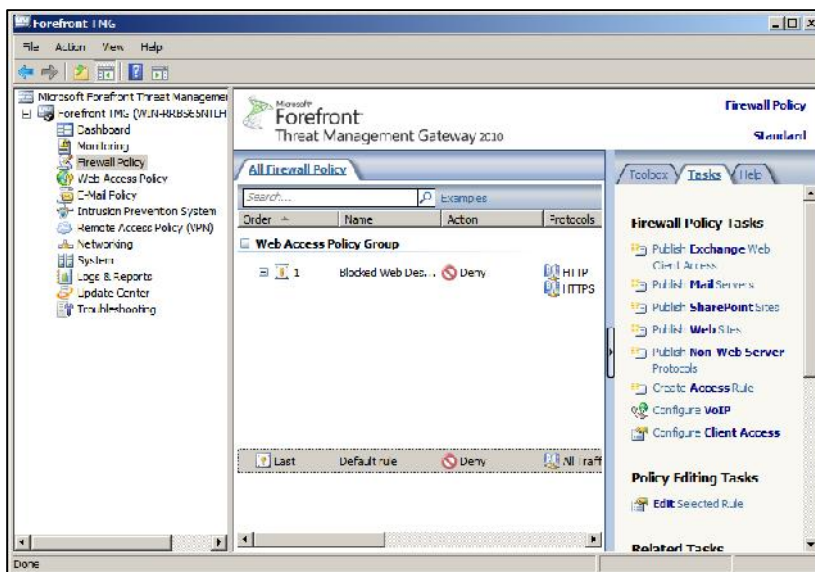 Forefront TMG
File Action View Help
Microsoft Forefront Threat Managemer
Forefront TMG (WIN-RRBS65NTLH
Dashboard
Monitoring
Firewall Policy
Web Access Policy
E-Mail Policy
Intrusion Prevention System
Remote Access Policy (VPN)
Networking
System
Logs & Reports
Update Center
Troubleshooting
Microsoft
Forefront
Threat Management Gateway 2010
Firewall Policy
Standard
All Firewall Policy
Search...
Examples
Order Name Action Protocols
Web Access Policy Group
1 Blocked Web Des... Deny HTTP
HTTPS
Last Default rule Deny All Traff
Toolbox Tasks Help
Firewall Policy Tasks
Publish Exchange Web
Client Access
Publish Mail Servers
Publish SharePoint Sites
Publish Web Sites
Publish Non-Web Server
Protocols
Create Access Rule
Configure VoIP
Configure Client Access
Policy Editing Tasks
Edit Selected Rule
Related Tasks
Done